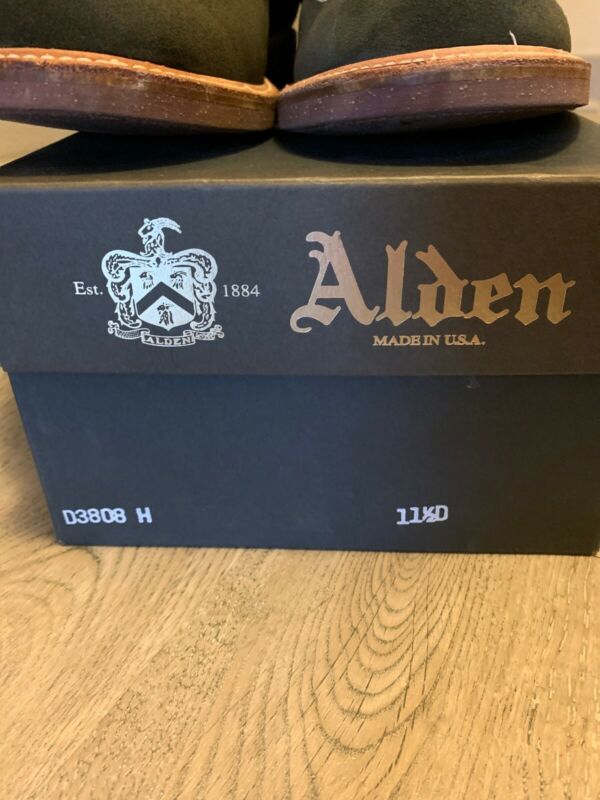 Est. 1884
ALDEN
Alden
MADE IN U.S.A.
D3808 H
11½D